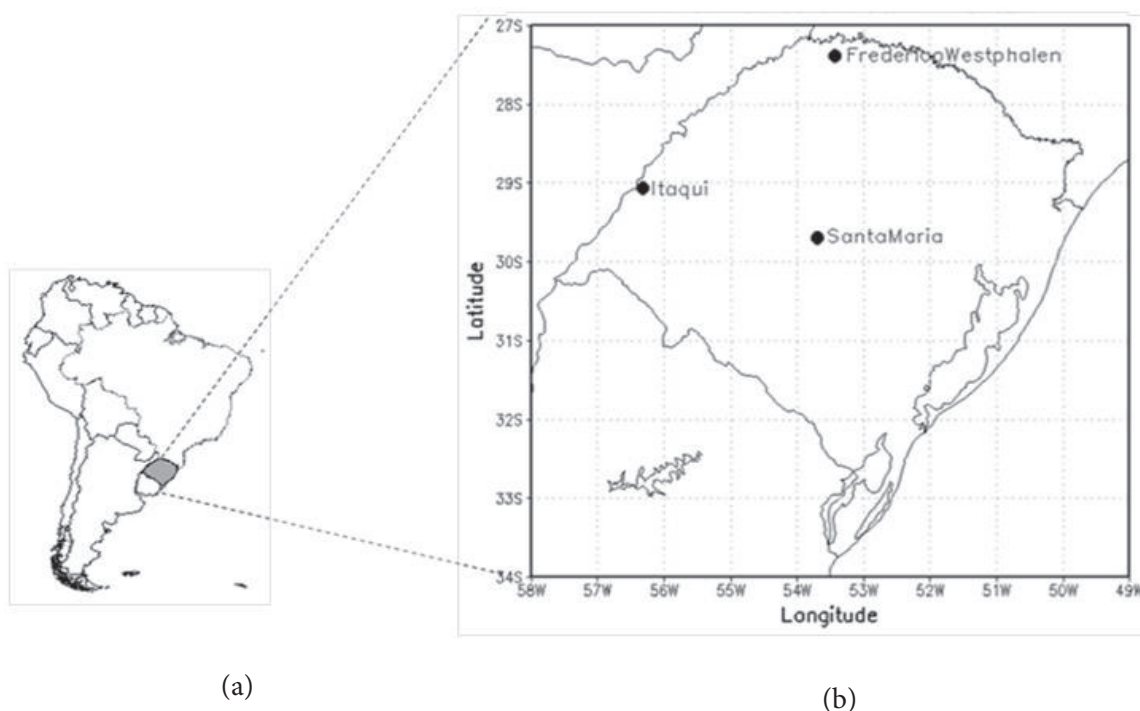 27S
28S
29S
30S
31S
32S
33S
34S
Latitude
FredericoWestphalen
Itaqui
SantaMaria
58W 57W 56W 55W 54W 53W 52W 51W 50W 49W
Longitude
(a)
(b)